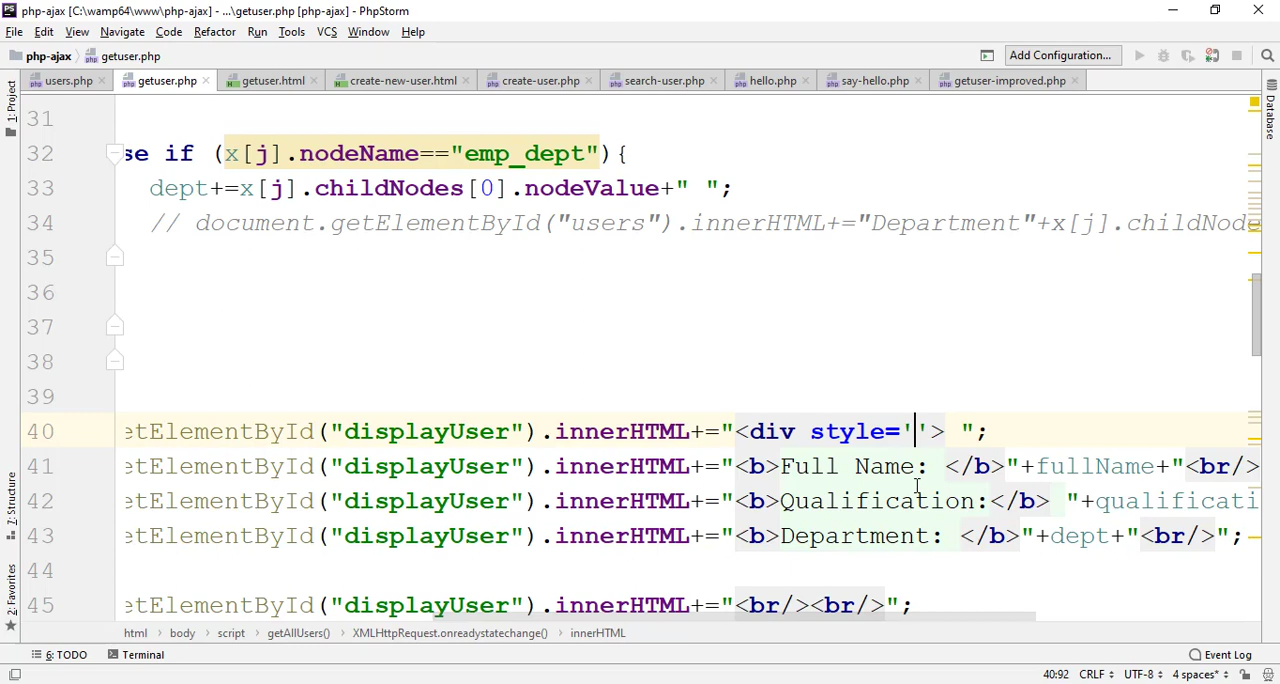 PS php-ajax [C:\wamp64\www\php-ajax] - ...\getuser.php [php-ajax] - PhpStorm
File Edit View Navigate Code Refactor Run Tools VCS Window Help
php-ajax getuser.php Add Configuration...
users.php getuser.php getuser.html create-new-user.html create-user.php search-user.php hello.php say-hello.php getuser-improved.php
1: Project
Database
31
32 se if (x[j].nodeName=="emp_dept"){
33 dept+=x[j].childNodes[0].nodeValue+" ";
34 // document.getElementById("users").innerHTML+="Department"+x[j].childNode
35
36
37
38
39
40 etElementById("displayUser").innerHTML+="<div style=''> ";
41 etElementById("displayUser").innerHTML+="<b>Full Name: </b>"+fullName+"<br/>
42 etElementById("displayUser").innerHTML+="<b>Qualification:</b> "+qualificati
43 etElementById("displayUser").innerHTML+="<b>Department: </b>"+dept+"<br/>";
44
45 etElementById("displayUser").innerHTML+="<br/><br/>";
Z: Structure
2: Favorites
html › body › script › getAllUsers() › XMLHttpRequest.onreadystatechange() › innerHTML
6: TODO Terminal Event Log
40:92 CRLF UTF-8 4 spaces*